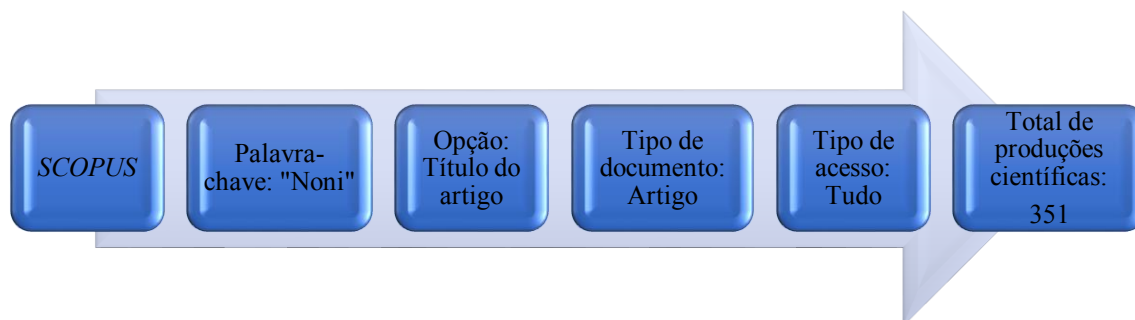 SCOPUS
Palavra-
chave: "Noni"
Opção:
Título do
artigo
Tipo de
documento:
Artigo
Tipo de
acesso:
Tudo
Total de
produções
científicas:
351